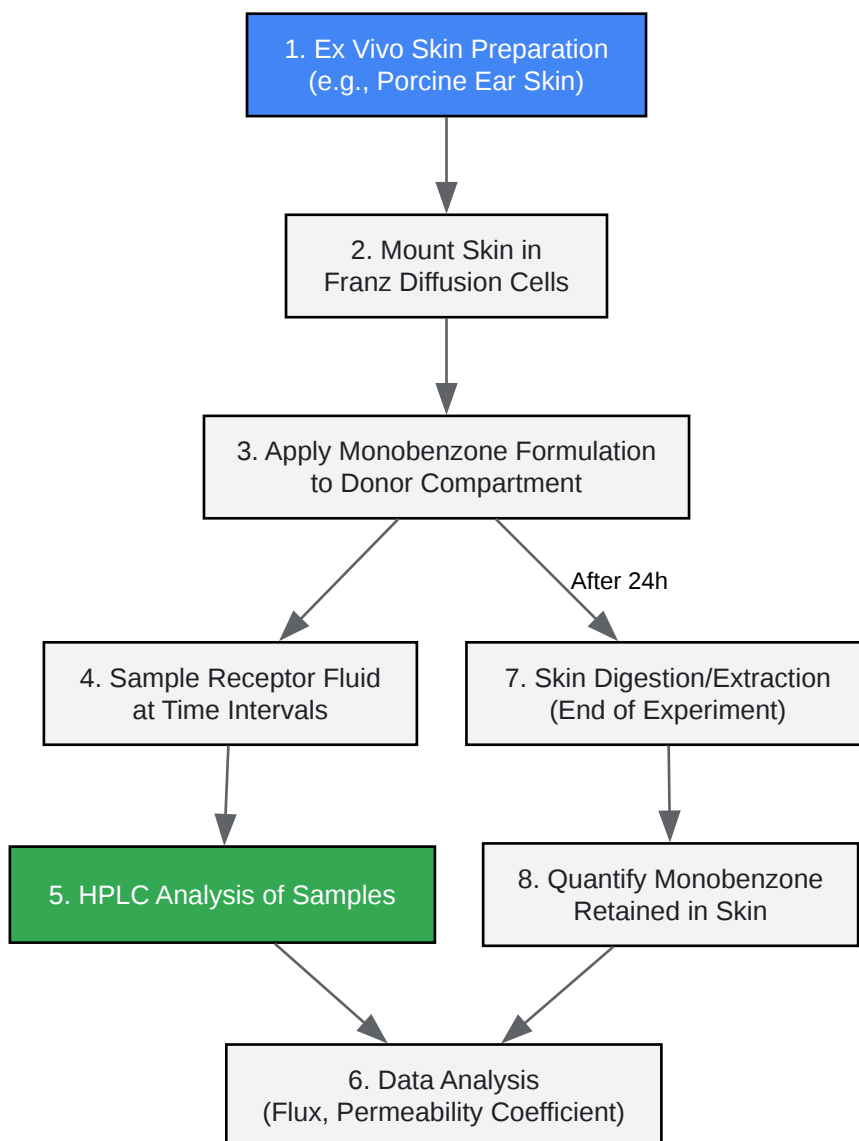 1. Ex Vivo Skin Preparation
(e.g., Porcine Ear Skin)
2. Mount Skin in
Franz Diffusion Cells
3. Apply Monobenzone Formulation
to Donor Compartment
After 24h
4. Sample Receptor Fluid
at Time Intervals
7. Skin Digestion/Extraction
(End of Experiment)
5. HPLC Analysis of Samples
8. Quantify Monobenzone
Retained in Skin
6. Data Analysis
(Flux, Permeability Coefficient)